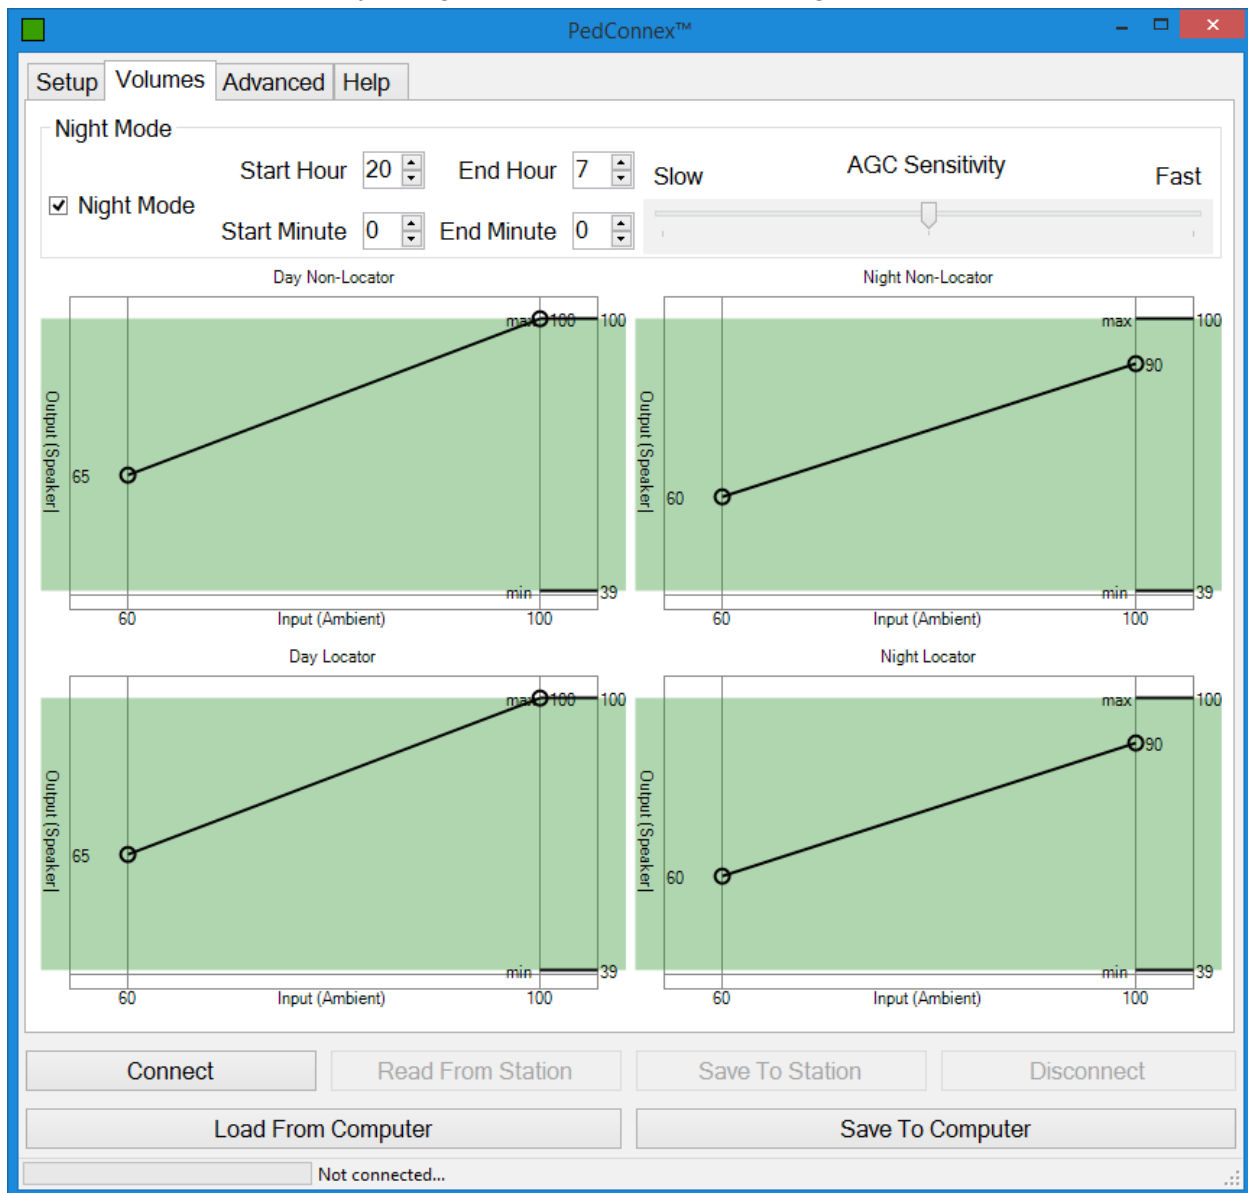 PedConnex™
Setup Volumes Advanced Help
Night Mode
Start Hour 20 End Hour 7
Night Mode
Start Minute 0 End Minute 0
AGC Sensitivity
Slow Fast
Day Non-Locator
max 100 100
Output (Speaker)
65
min 39
60 Input (Ambient) 100
Night Non-Locator
max 100
90
Output (Speaker)
60
min 39
60 Input (Ambient) 100
Day Locator
max 100 100
Output (Speaker)
65
min 39
60 Input (Ambient) 100
Night Locator
max 100
90
Output (Speaker)
60
min 39
60 Input (Ambient) 100
Connect Read From Station Save To Station Disconnect
Load From Computer Save To Computer
Not connected...